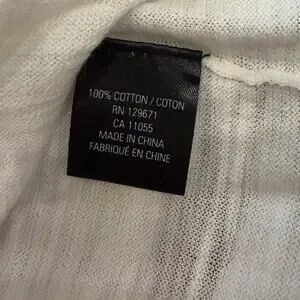 100% COTTON / COTON
RN 129671
CA 11055
MADE IN CHINA
FABRIQUÉ EN CHINE